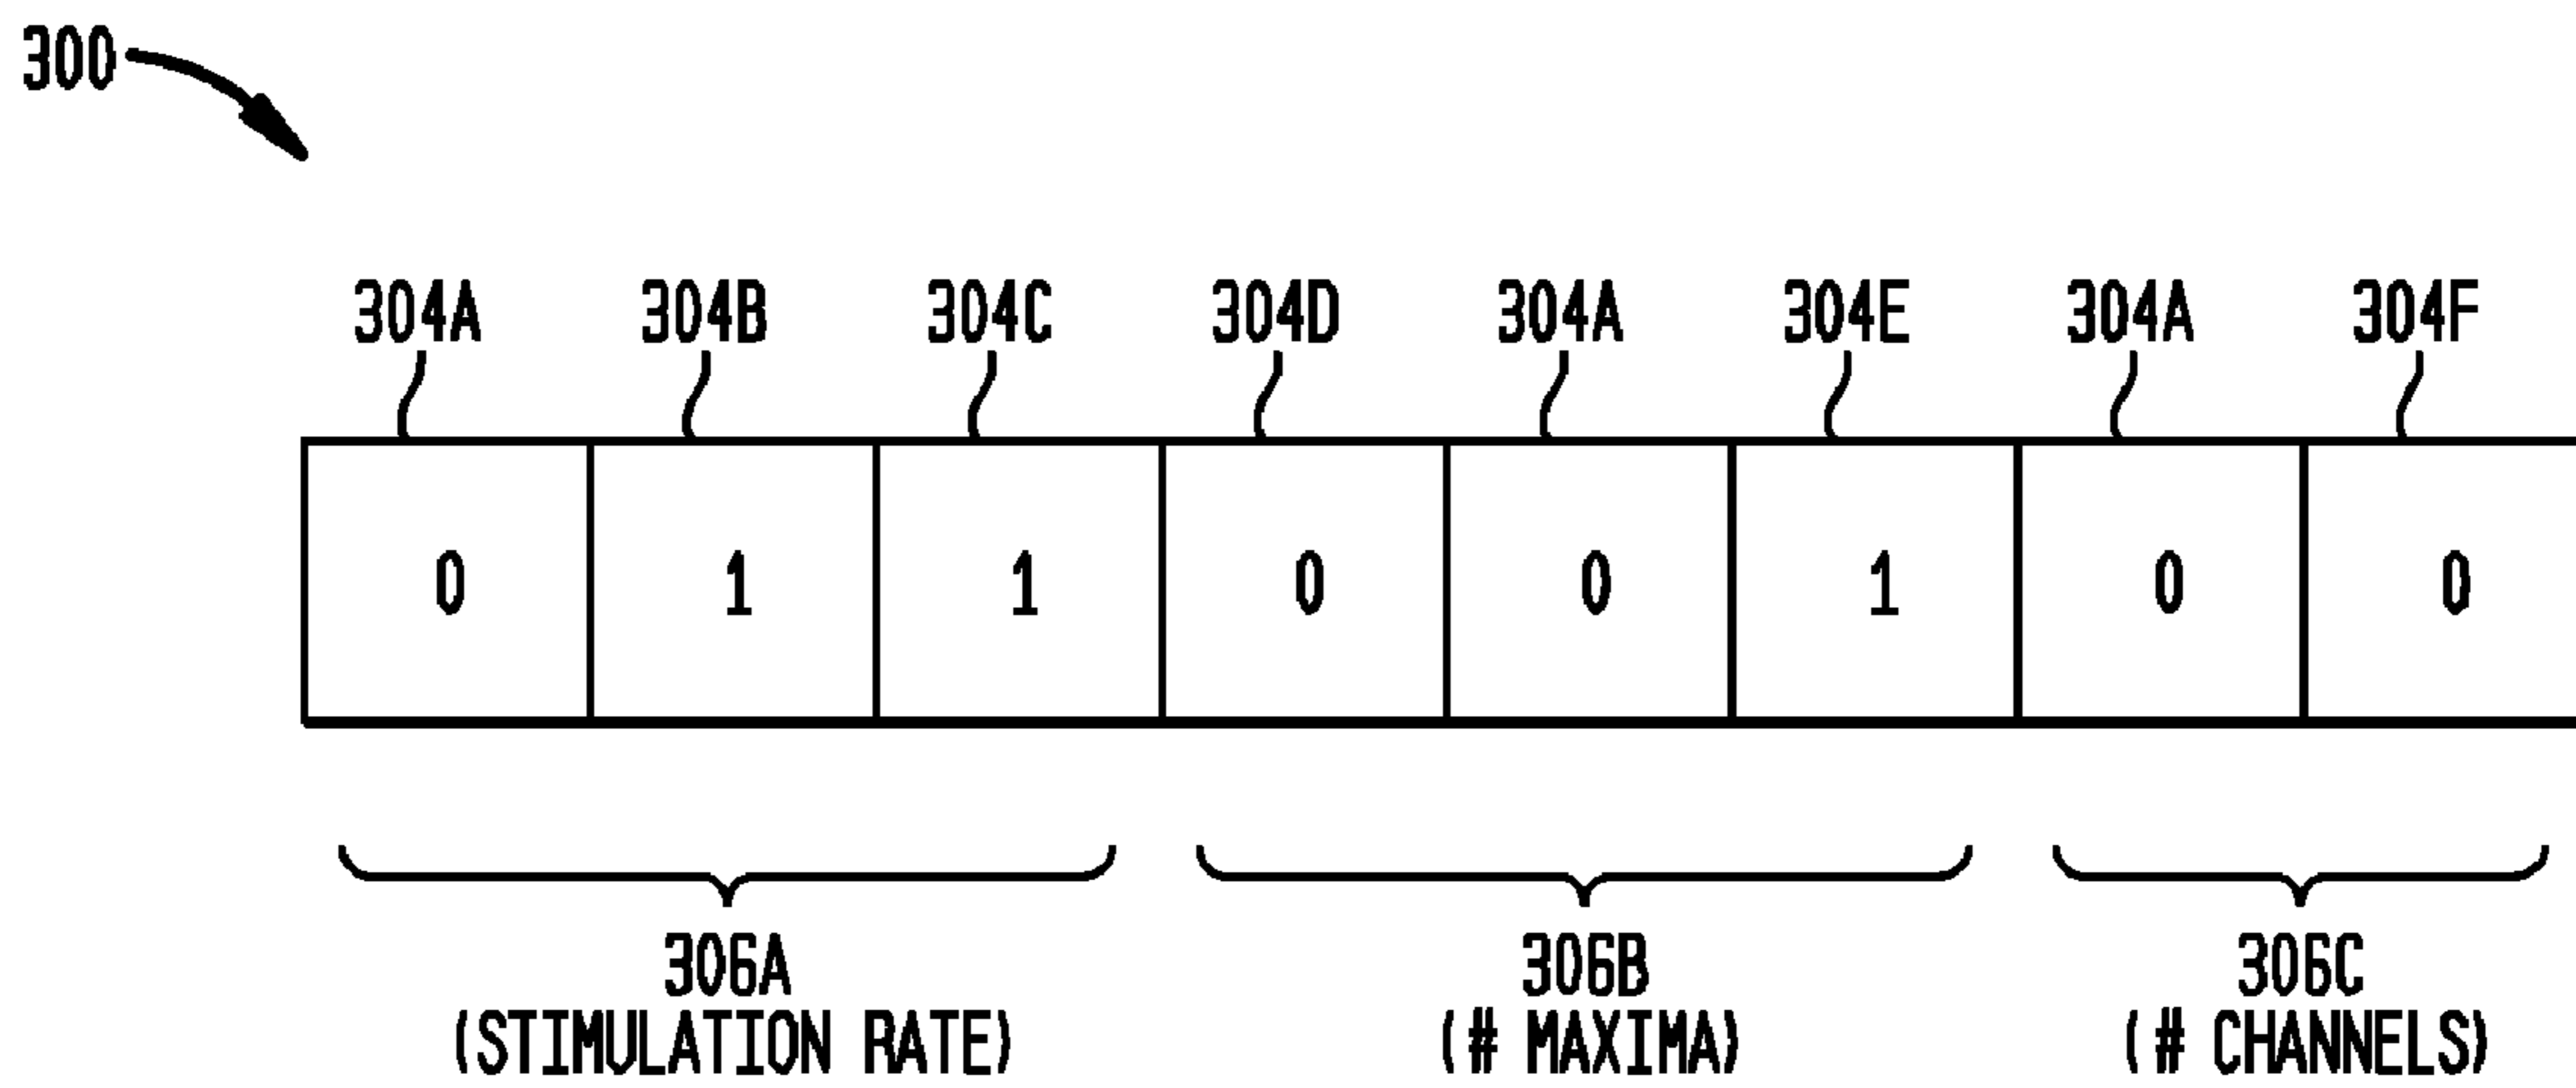 300
304A 304B 304C 304D 304A 304E 304A 304F
0 1 1 0 0 1 0 0
306A 306B 306C
(STIMULATION RATE) (# MAXIMA) (# CHANNELS)